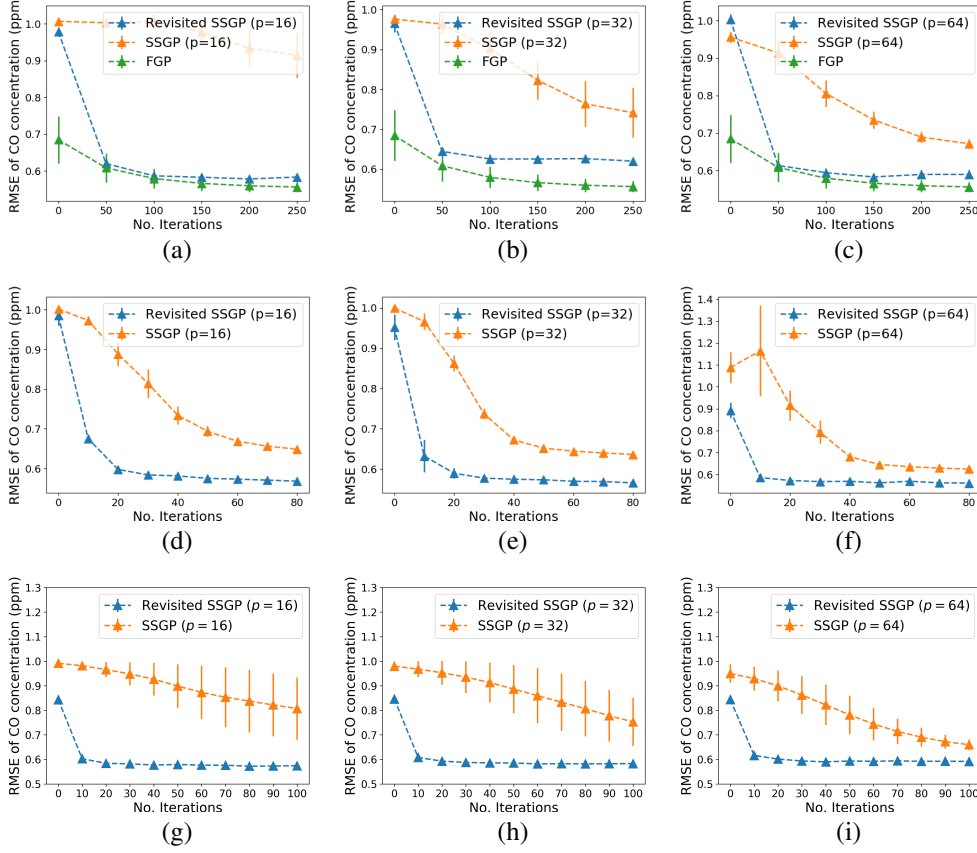 RMSE of CO concentration (ppm)
1.0
0.9
0.8
0.7
0.6
Revisited SSGP (p=16)
SSGP (p=16)
FGP
0 50 100 150 200 250
No. Iterations
(a)
RMSE of CO concentration (ppm)
1.0
0.9
0.8
0.7
0.6
Revisited SSGP (p=32)
SSGP (p=32)
FGP
0 50 100 150 200 250
No. Iterations
(b)
RMSE of CO concentration (ppm)
1.0
0.9
0.8
0.7
0.6
Revisited SSGP (p=64)
SSGP (p=64)
FGP
0 50 100 150 200 250
No. Iterations
(c)
RMSE of CO concentration (ppm)
1.0
0.9
0.8
0.7
0.6
Revisited SSGP (p=16)
SSGP (p=16)
0 20 40 60 80
No. Iterations
(d)
RMSE of CO concentration (ppm)
1.0
0.9
0.8
0.7
0.6
Revisited SSGP (p=32)
SSGP (p=32)
0 20 40 60 80
No. Iterations
(e)
RMSE of CO concentration (ppm)
1.4
1.3
1.2
1.1
1.0
0.9
0.8
0.7
0.6
Revisited SSGP (p=64)
SSGP (p=64)
0 20 40 60 80
No. Iterations
(f)
RMSE of CO concentration (ppm)
1.3
1.2
1.1
1.0
0.9
0.8
0.7
0.6
0.5
Revisited SSGP (p = 16)
SSGP (p = 16)
0 10 20 30 40 50 60 70 80 90 100
No. Iterations
(g)
RMSE of CO concentration (ppm)
1.3
1.2
1.1
1.0
0.9
0.8
0.7
0.6
0.5
Revisited SSGP (p = 32)
SSGP (p = 32)
0 10 20 30 40 50 60 70 80 90 100
No. Iterations
(h)
RMSE of CO concentration (ppm)
1.3
1.2
1.1
1.0
0.9
0.8
0.7
0.6
0.5
Revisited SSGP (p = 64)
SSGP (p = 64)
0 10 20 30 40 50 60 70 80 90 100
No. Iterations
(i)